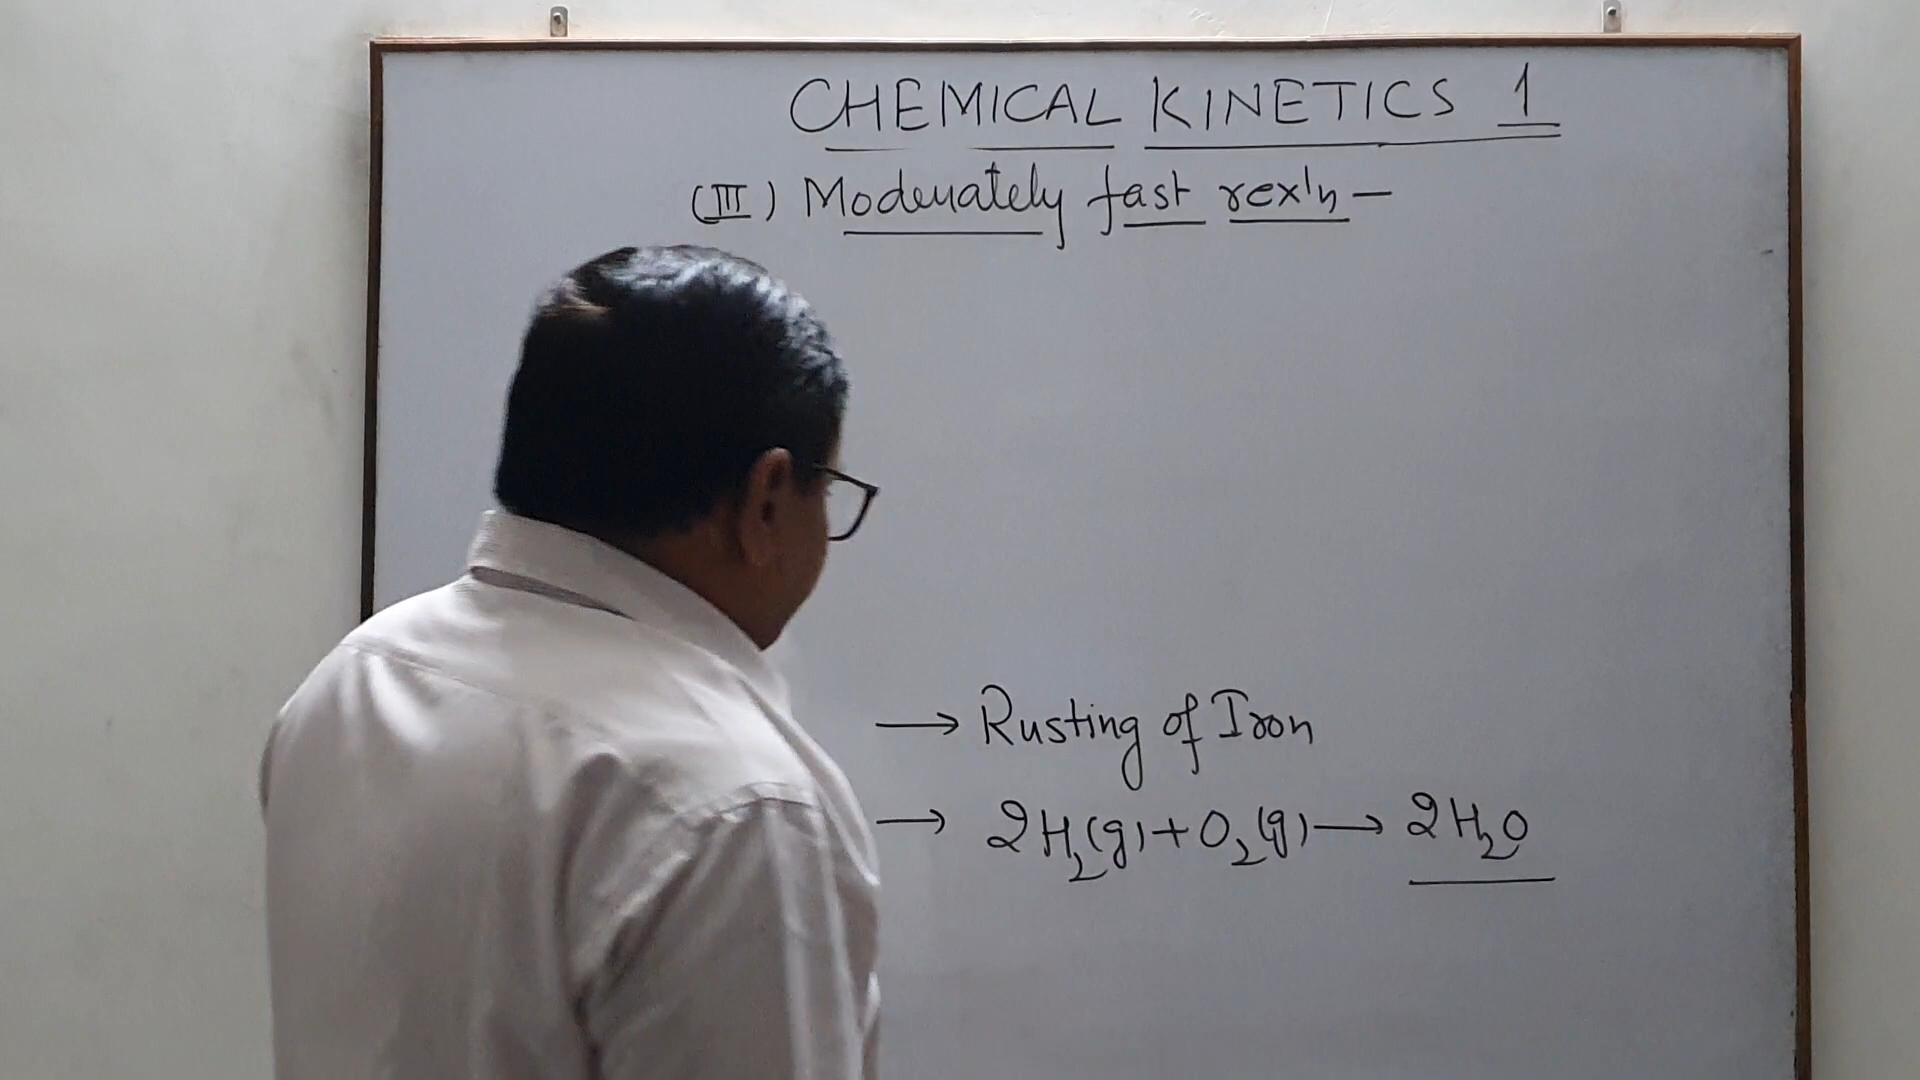 CHEMICAL KINETICS 1
(III) Moderately fast rex'n -
→ Rusting of Iron
→ 2H₂(g) + O₂(g) → 2H₂O